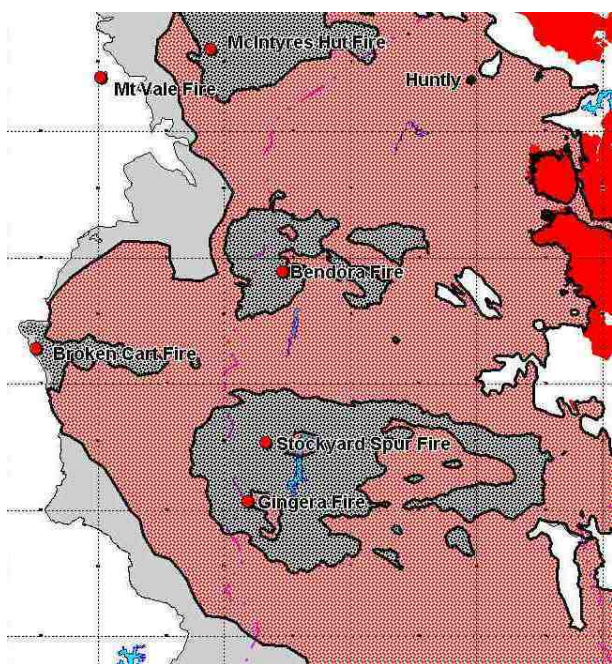 McIntyres Hut Fire
Mt Vale Fire
Huntly
Bendora Fire
Broken Cart Fire
Stockyard Spur Fire
Gingera Fire